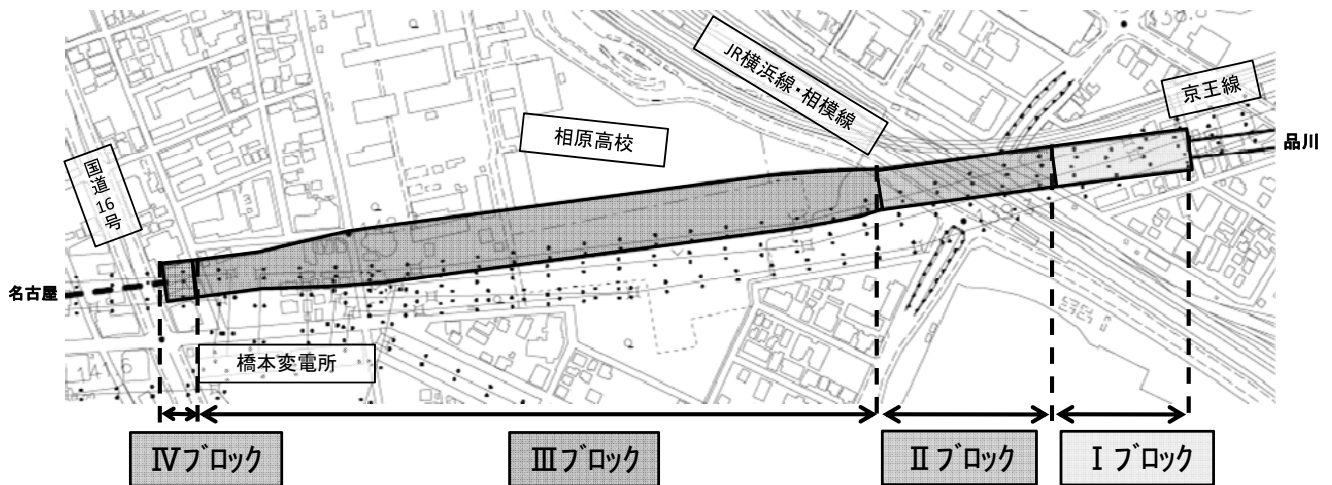 JR横浜線・相模線
京王線
品川
相原高校
国道
16
号
名古屋
橋本変電所
Ⅳブロック
Ⅲブロック
Ⅱブロック
Ⅰブロック